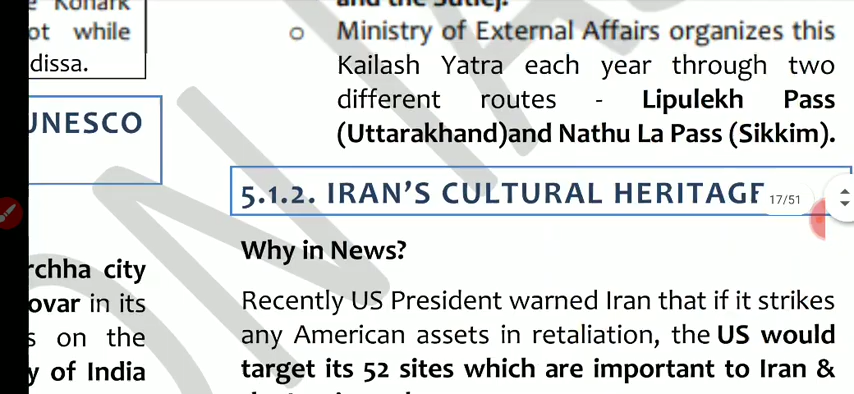 Konark
ot while
dissa.
UNESCO
rchha city
ovar in its
s on the
y of India
and the Sutlej.
o Ministry of External Affairs organizes this
Kailash Yatra each year through two
different routes - Lipulekh Pass
(Uttarakhand)and Nathu La Pass (Sikkim).
5.1.2. IRAN'S CULTURAL HERITAGE
17/51
Why in News?
Recently US President warned Iran that if it strikes
any American assets in retaliation, the US would
target its 52 sites which are important to Iran &